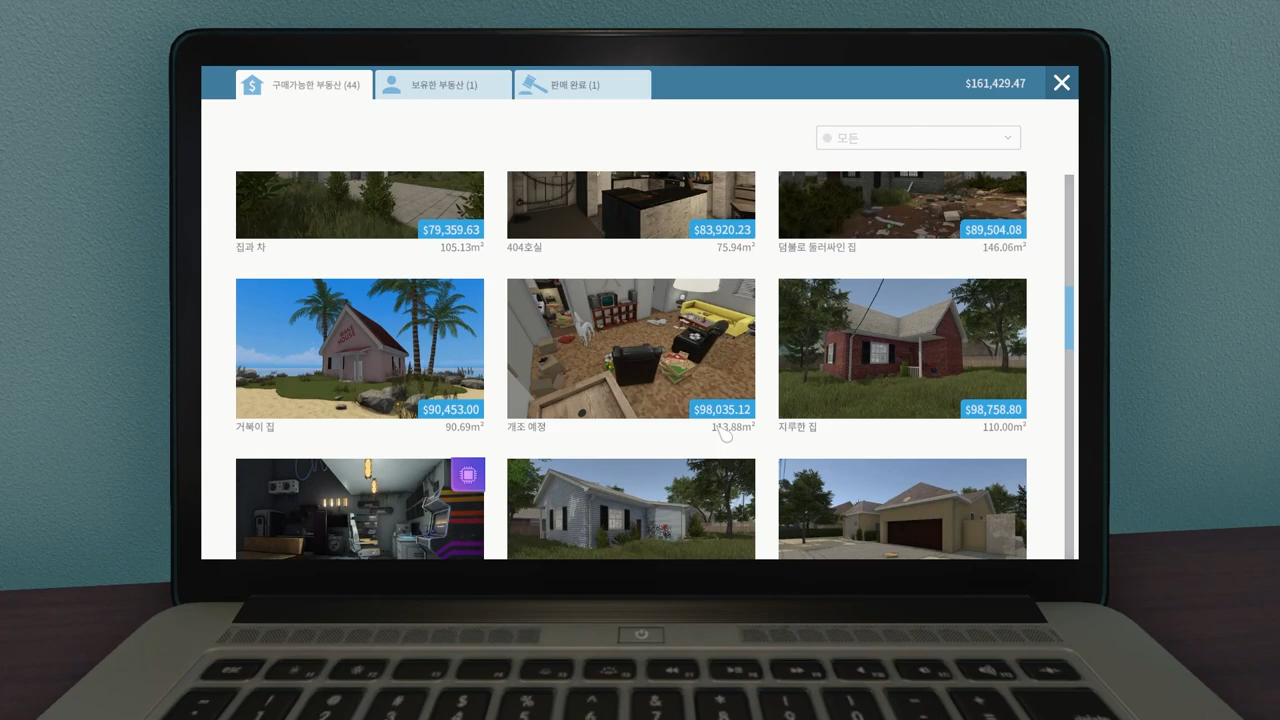 구매가능한 부동산 (44)
보유한 부동산 (1)
판매 완료 (1)
$161,429.47
모든
$79,359.63
$83,920.23
$89,504.08
집과 차
105.13m²
404호실
75.94m²
덤불로 둘러싸인 집
146.06m²
$90,453.00
$98,035.12
$98,758.80
거북이 집
90.69m²
개조 예정
113.88m²
지루한 집
110.00m²
esc